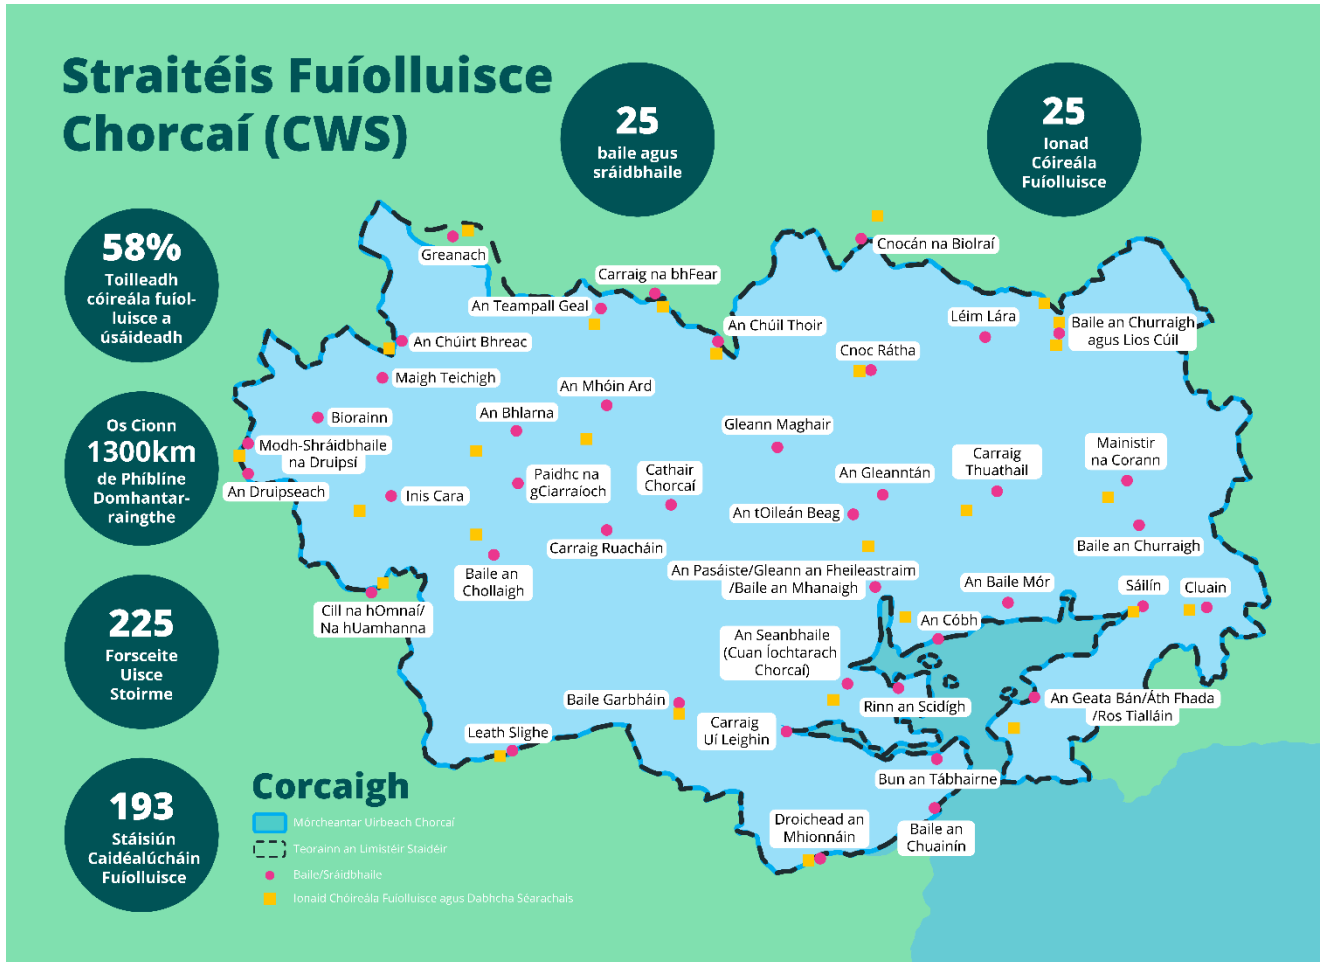 Straitéis Fuíolluisce
Chorcaí (CWS)
25
baile agus
sráidbhaile
25
Ionad
Cóireála
Fuíolluisce
58%
Toilleadh
cóireála fuíol-
luisce a
úsáideadh
Os Cionn
1300km
de Phíblíne
Domhantar-
raingthe
225
Forsceite
Uisce
Stoirme
193
Stáisiún
Caidéalúcháin
Fuíolluisce
Greanach
Carraig na bhFear
Cnocán na Biolraí
An Teampall Geal
An Chúil Thoir
Léim Lára
Baile an Churraigh
agus Lios Cúil
An Chúirt Bhreac
Cnoc Rátha
Maigh Teichigh
An Mhóin Ard
Biorainn
An Bhlarna
Gleann Maghair
Modh-Shráidbhaile
na Druipsí
Mainistir
na Corann
Carraig
Thuathail
Cathair
Chorcaí
Paidhc na
gCiarraíoch
An Gleanntán
An Druipseach
Inis Cara
An tOileán Beag
Carraig Ruacháin
Baile an Churraigh
Baile an
Chollaigh
An Pasáiste/Gleann an Fheileastraim
/Baile an Mhanaigh
An Baile Mór
Sáilín
Cluain
Cill na hOmnaí/
Na hUamhanna
An Cóbh
An Seanbhaile
(Cuan Íochtarach
Chorcaí)
Baile Garbháin
Rinn an Scidígh
An Geata Bán/Áth Fhada
/Ros Tialláin
Carraig
Uí Leighin
Leath Slighe
Bun an Tábhairne
Droichead an
Mhionnáin
Baile an
Chuainín
Corcaigh
Mórcheantar Uirbeach Chorcaí
Teorainn an Limistéir Staidéir
Baile/Sráidbhaile
Ionaid Chóireála Fuíolluisce agus Dabhcha Séarachais